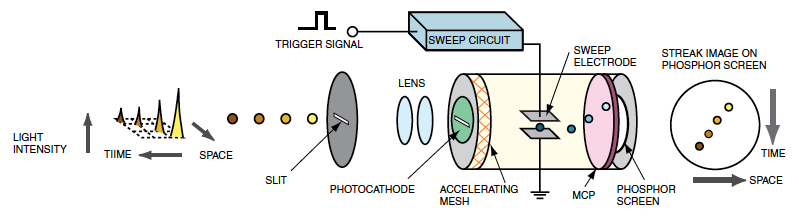 TRIGGER SIGNAL
SWEEP CIRCUIT
SWEEP
ELECTRODE
STREAK IMAGE ON
PHOSPHOR SCREEN
LENS
LIGHT
INTENSITY
TIIME
SPACE
SLIT
PHOTOCATHODE
ACCELERATING
MESH
MCP
PHOSPHOR
SCREEN
TIME
SPACE